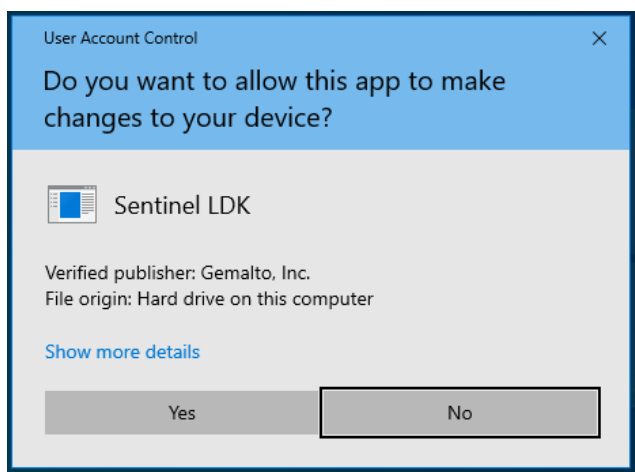 User Account Control
Do you want to allow this app to make
changes to your device?
Sentinel LDK
Verified publisher: Gemalto, Inc.
File origin: Hard drive on this computer
Show more details
Yes
No